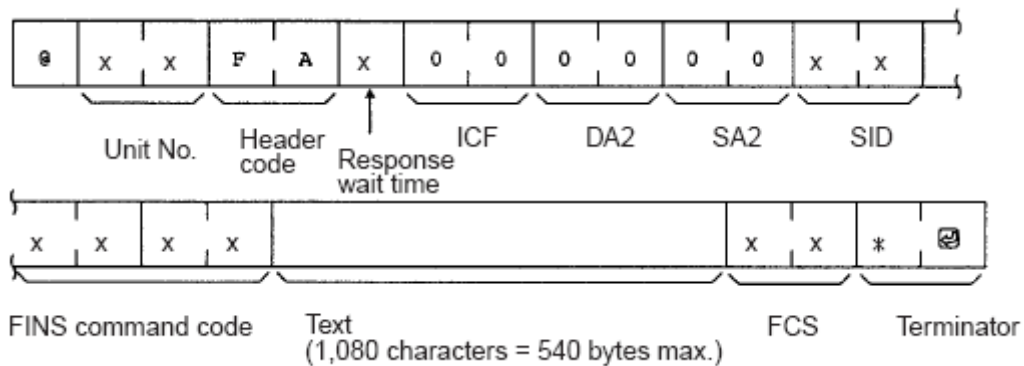 @ x x F A x 0 0 0 0 0 0 x x
Unit No. Header code Response wait time ICF DA2 SA2 SID
x x x x x x * ↵
FINS command code Text FCS Terminator
(1,080 characters = 540 bytes max.)